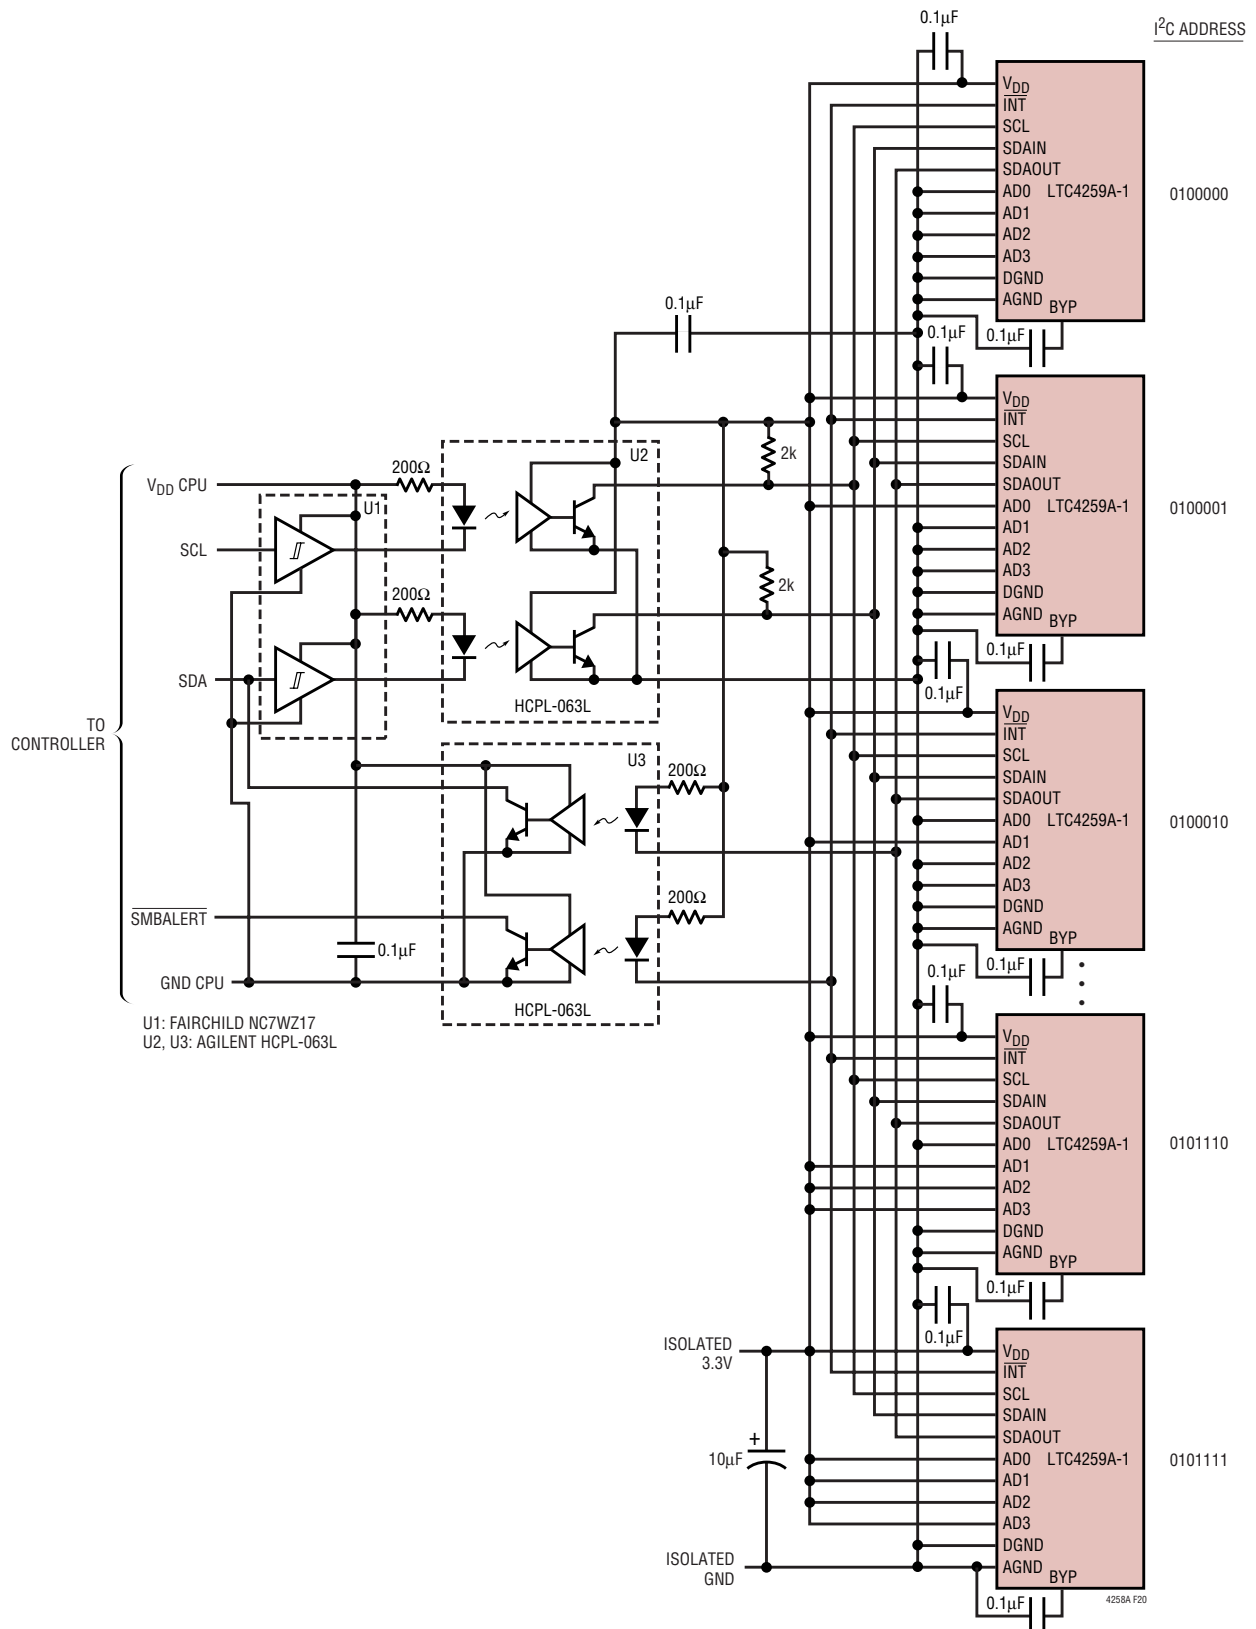 0.1µF
I²C ADDRESS
VDD
INT
SCL
SDAIN
SDAOUT
AD0 LTC4259A-1
AD1
AD2
AD3
DGND
AGND
BYP
0100000
0.1µF
0.1µF
0.1µF
VDD
INT
SCL
SDAIN
SDAOUT
AD0 LTC4259A-1
AD1
AD2
AD3
DGND
AGND
BYP
0100001
0.1µF
0.1µF
VDD
INT
SCL
SDAIN
SDAOUT
AD0 LTC4259A-1
AD1
AD2
AD3
DGND
AGND
BYP
0100010
0.1µF
0.1µF
VDD
INT
SCL
SDAIN
SDAOUT
AD0 LTC4259A-1
AD1
AD2
AD3
DGND
AGND
BYP
0101110
0.1µF
0.1µF
VDD
INT
SCL
SDAIN
SDAOUT
AD0 LTC4259A-1
AD1
AD2
AD3
DGND
AGND
BYP
0101111
0.1µF
4258A F20
TO
CONTROLLER
VDD CPU
SCL
SDA
SMBALERT
GND CPU
U1
200Ω
200Ω
U2
HCPL-063L
2k
2k
U3
200Ω
200Ω
HCPL-063L
0.1µF
U1: FAIRCHILD NC7WZ17
U2, U3: AGILENT HCPL-063L
ISOLATED
3.3V
+
10µF
ISOLATED
GND